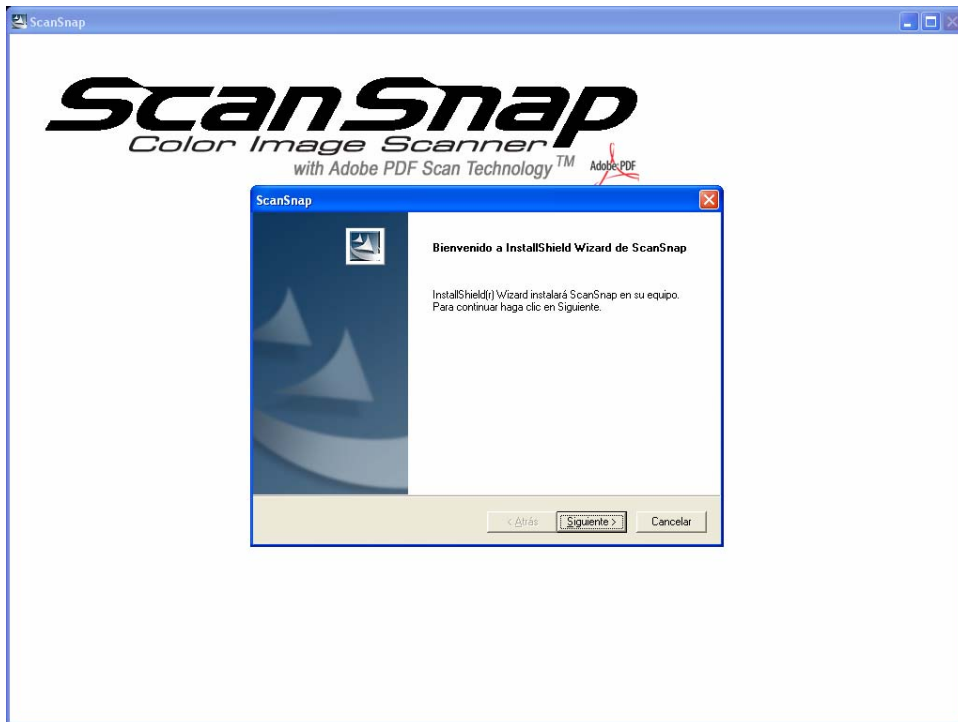 ScanSnap
ScanSnap
Color Image Scanner
with Adobe PDF Scan Technology TM
Adobe PDF
ScanSnap
Bienvenido a InstallShield Wizard de ScanSnap
InstallShield(r) Wizard instalará ScanSnap en su equipo.
Para continuar haga clic en Siguiente.
< Atrás
Siguiente >
Cancelar